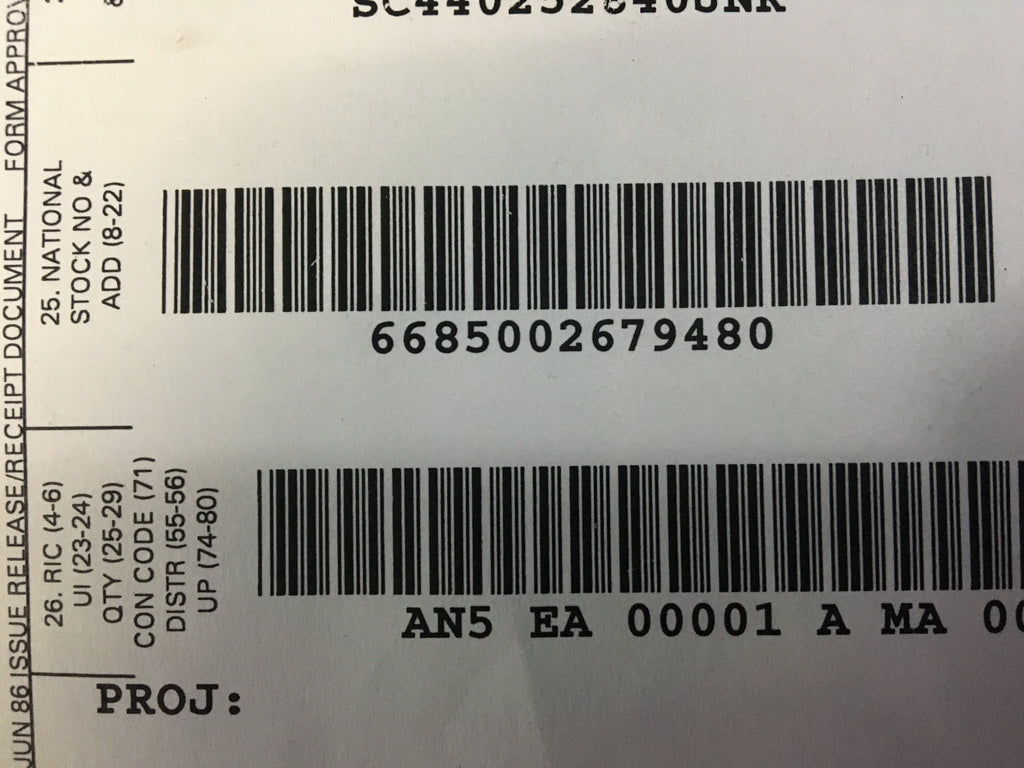 25. NATIONAL
STOCK NO &
ADD (8-22)
6685002679480
26. RIC (4-6)
UI (23-24)
QTY (25-29)
CON CODE (71)
DISTR (55-56)
UP (74-80)
AN5 EA 00001 A MA 00
PROJ:
JUN 86 ISSUE RELEASE/RECEIPT DOCUMENT FORM